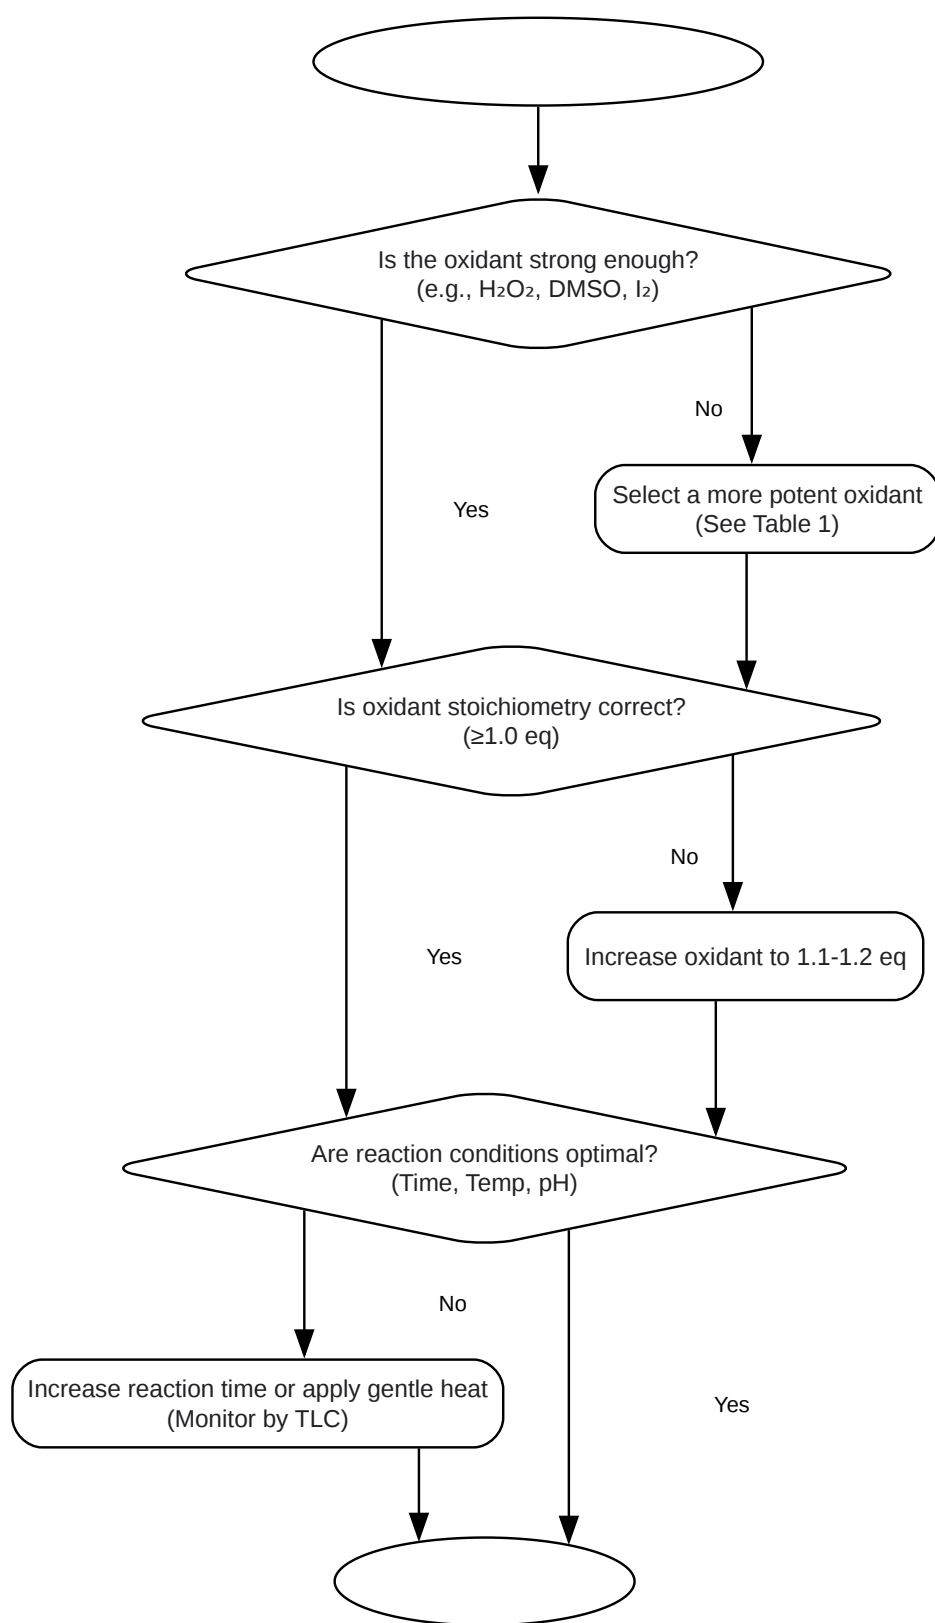 Is the oxidant strong enough?
(e.g., H₂O₂, DMSO, I₂)
No
Select a more potent oxidant
(See Table 1)
Yes
Is oxidant stoichiometry correct?
(≥1.0 eq)
No
Increase oxidant to 1.1-1.2 eq
Yes
Are reaction conditions optimal?
(Time, Temp, pH)
No
Increase reaction time or apply gentle heat
(Monitor by TLC)
Yes